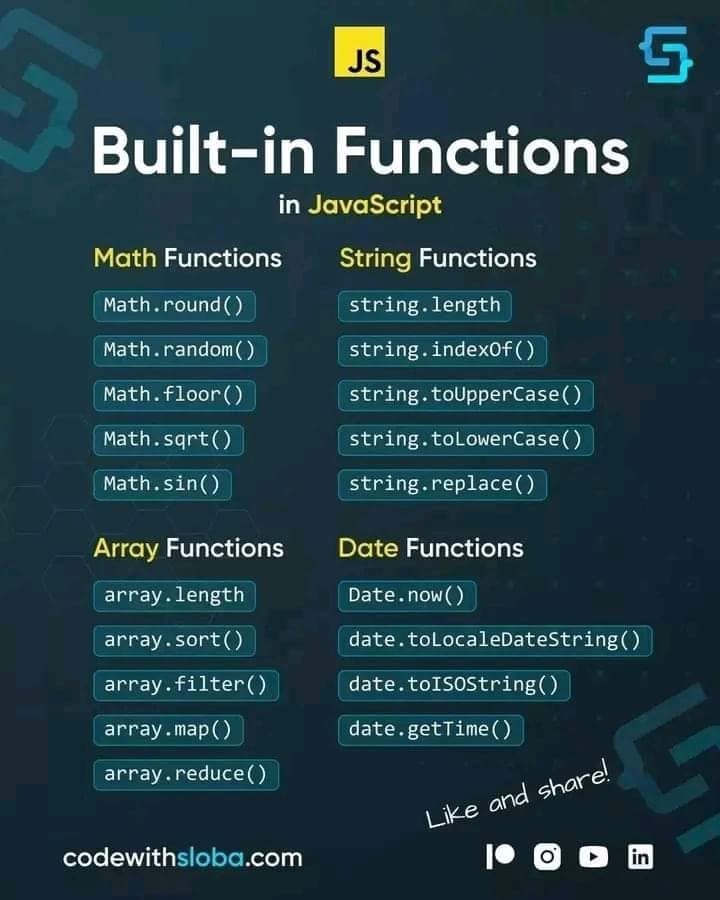 JS
Built-in Functions
in JavaScript
Math Functions
Math.round()
Math.random()
Math.floor()
Math.sqrt()
Math.sin()
String Functions
string.length
string.indexOf()
string.toUpperCase()
string.toLowerCase()
string.replace()
Array Functions
array.length
array.sort()
array.filter()
array.map()
array.reduce()
Date Functions
Date.now()
date.toLocaleDateString()
date.toISOString()
date.getTime()
Like and share!
codewithsloba.com
in